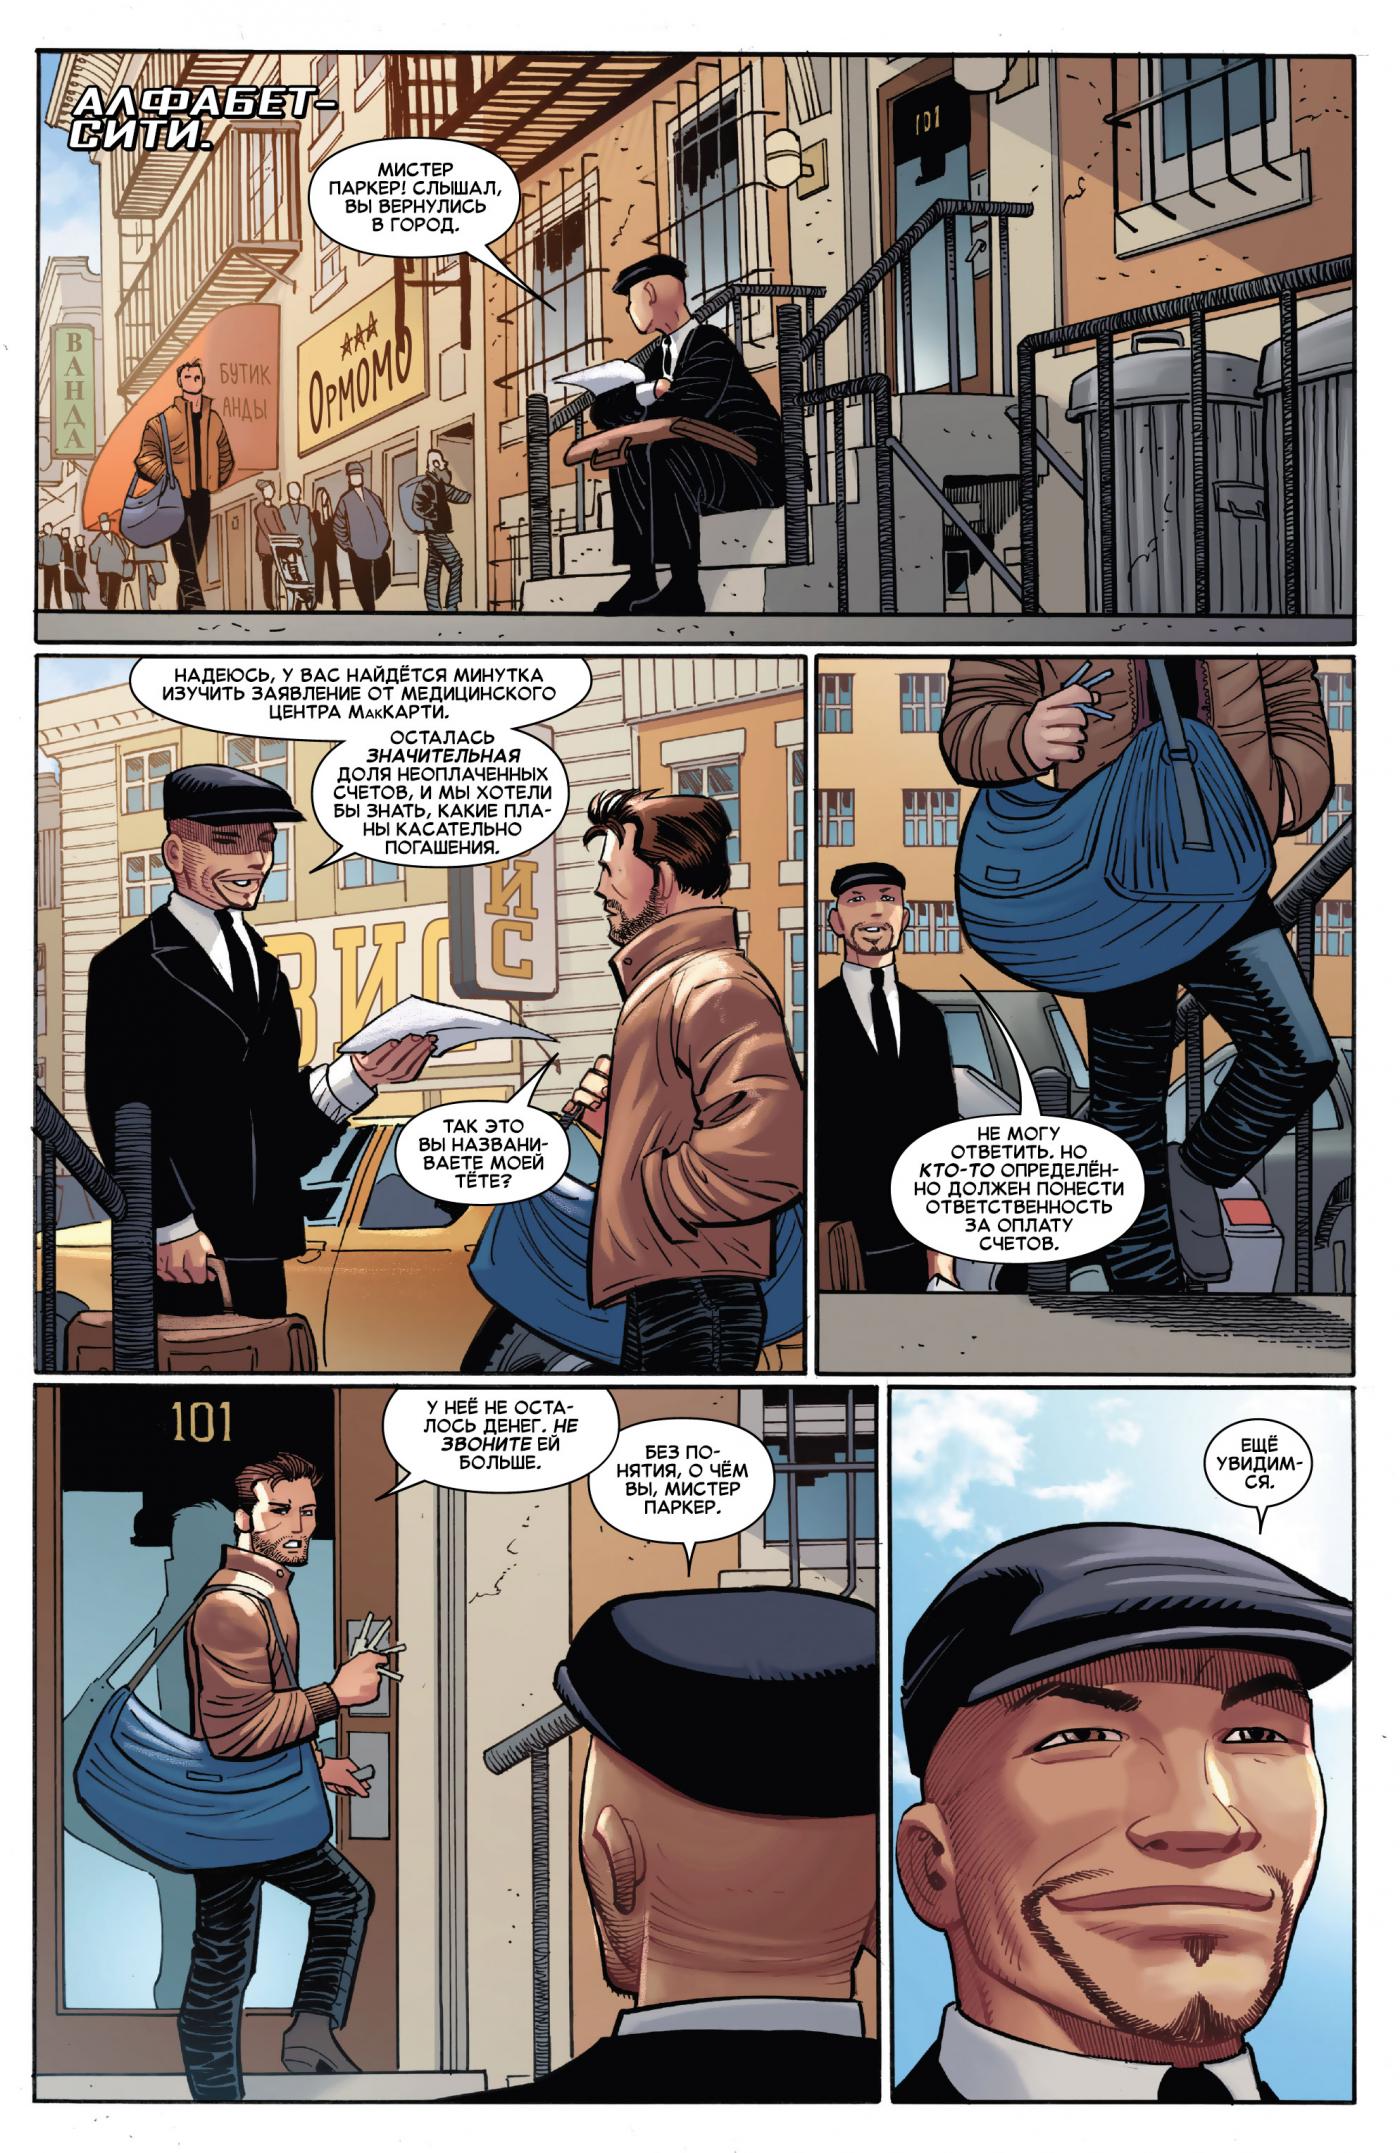 АЛФАБЕТ-
СИТИ.
МИСТЕР
ПАРКЕР! СЛЫШАЛ,
ВЫ ВЕРНУЛИСЬ
В ГОРОД.
101
ВАНДА
БУТИК
АНДЫ
ААА
ОРМОМО
НАДЕЮСЬ, У ВАС НАЙДЁТСЯ МИНУТКА
ИЗУЧИТЬ ЗАЯВЛЕНИЕ ОТ МЕДИЦИНСКОГО
ЦЕНТРА МакКАРТИ.
ОСТАЛАСЬ
ЗНАЧИТЕЛЬНАЯ
ДОЛЯ НЕОПЛАЧЕННЫХ
СЧЕТОВ, И МЫ ХОТЕЛИ
БЫ ЗНАТЬ, КАКИЕ ПЛА-
НЫ КАСАТЕЛЬНО
ПОГАШЕНИЯ.
ИС
ВИС
ТАК ЭТО
ВЫ НАЗВАНИ-
ВАЕТЕ МОЕЙ
ТЁТЕ?
НЕ МОГУ
ОТВЕТИТЬ. НО
КТО-ТО ОПРЕДЕЛЁН-
НО ДОЛЖЕН ПОНЕСТИ
ОТВЕТСТВЕННОСТЬ
ЗА ОПЛАТУ
СЧЕТОВ.
101
У НЕЁ НЕ ОСТА-
ЛОСЬ ДЕНЕГ. НЕ
ЗВОНИТЕ ЕЙ
БОЛЬШЕ.
БЕЗ ПО-
НЯТИЯ, О ЧЁМ
ВЫ, МИСТЕР
ПАРКЕР.
ЕЩЁ
УВИДИМ-
СЯ.